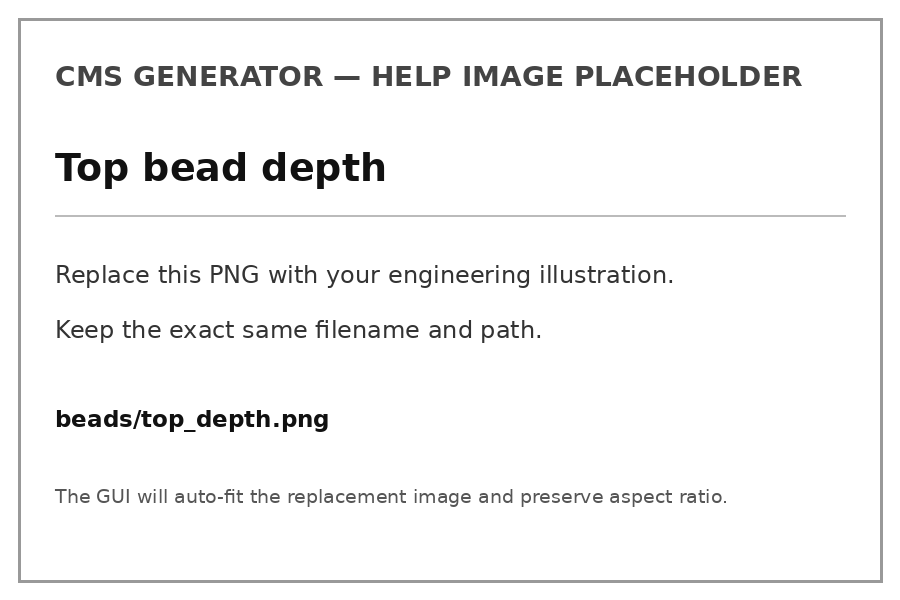 CMS GENERATOR — HELP IMAGE PLACEHOLDER
Top bead depth
Replace this PNG with your engineering illustration.
Keep the exact same filename and path.
beads/top_depth.png
The GUI will auto-fit the replacement image and preserve aspect ratio.